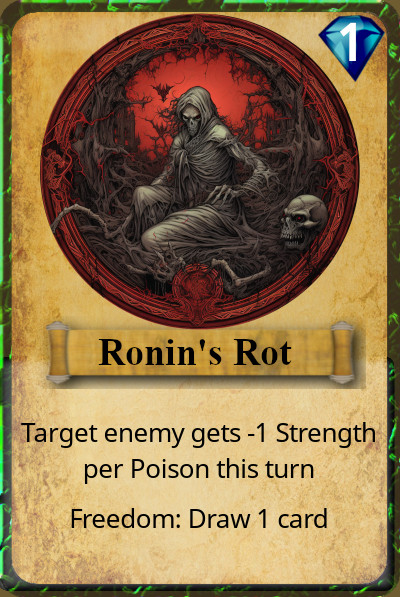 1
Ronin's Rot
Target enemy gets -1 Strength
per Poison this turn
Freedom: Draw 1 card